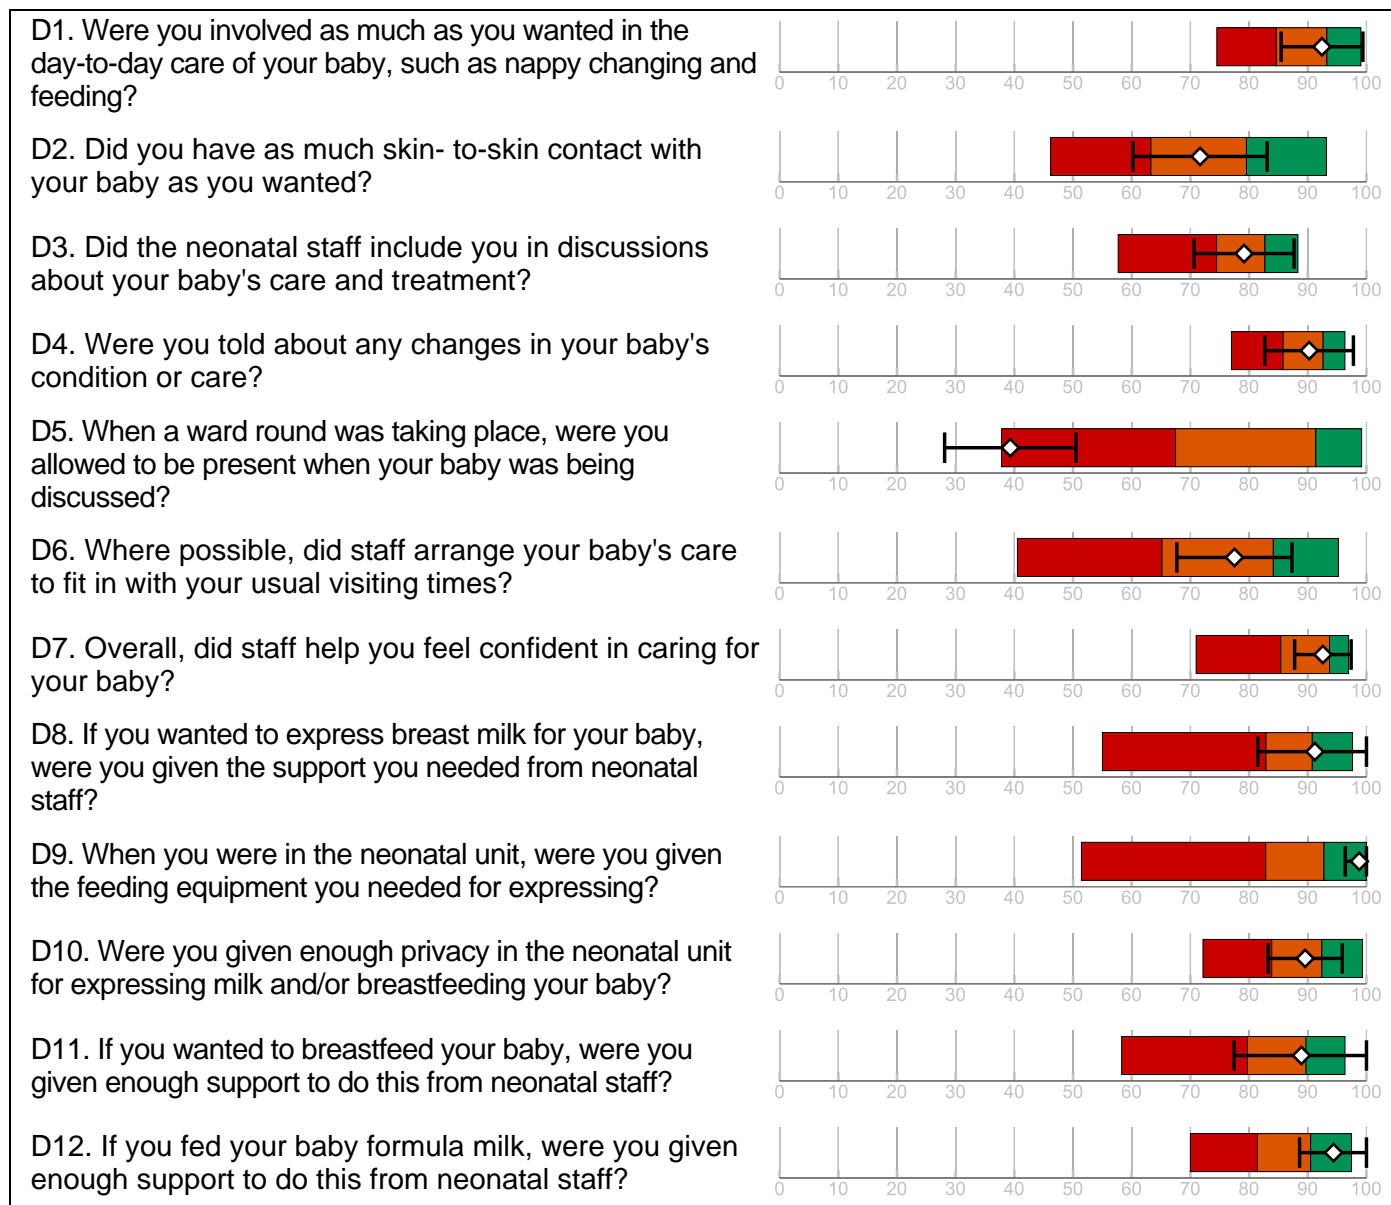 D1. Were you involved as much as you wanted in the
day-to-day care of your baby, such as nappy changing and
feeding?
0 10 20 30 40 50 60 70 80 90 100
D2. Did you have as much skin- to-skin contact with
your baby as you wanted?
0 10 20 30 40 50 60 70 80 90 100
D3. Did the neonatal staff include you in discussions
about your baby's care and treatment?
0 10 20 30 40 50 60 70 80 90 100
D4. Were you told about any changes in your baby's
condition or care?
0 10 20 30 40 50 60 70 80 90 100
D5. When a ward round was taking place, were you
allowed to be present when your baby was being
discussed?
0 10 20 30 40 50 60 70 80 90 100
D6. Where possible, did staff arrange your baby's care
to fit in with your usual visiting times?
0 10 20 30 40 50 60 70 80 90 100
D7. Overall, did staff help you feel confident in caring for
your baby?
0 10 20 30 40 50 60 70 80 90 100
D8. If you wanted to express breast milk for your baby,
were you given the support you needed from neonatal
staff?
0 10 20 30 40 50 60 70 80 90 100
D9. When you were in the neonatal unit, were you given
the feeding equipment you needed for expressing?
0 10 20 30 40 50 60 70 80 90 100
D10. Were you given enough privacy in the neonatal unit
for expressing milk and/or breastfeeding your baby?
0 10 20 30 40 50 60 70 80 90 100
D11. If you wanted to breastfeed your baby, were you
given enough support to do this from neonatal staff?
0 10 20 30 40 50 60 70 80 90 100
D12. If you fed your baby formula milk, were you given
enough support to do this from neonatal staff?
0 10 20 30 40 50 60 70 80 90 100